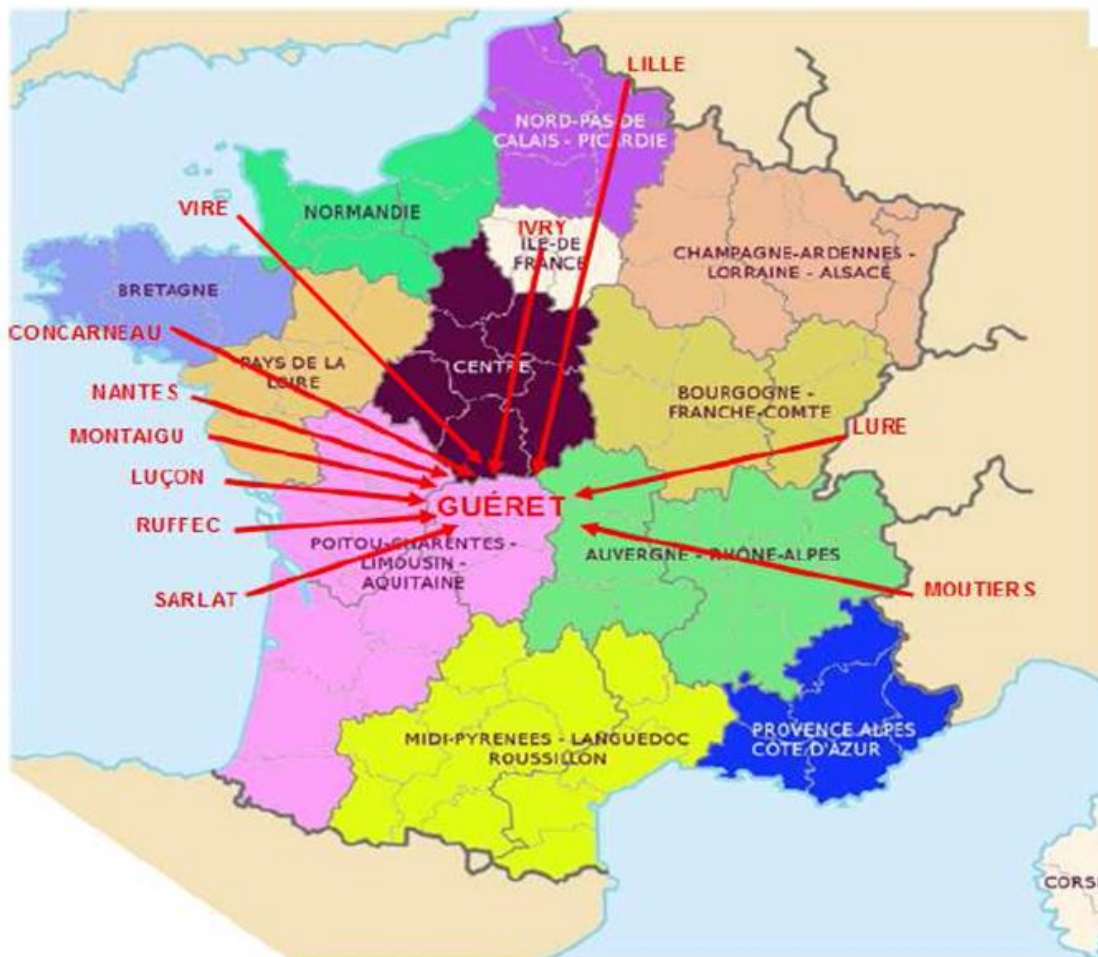 LILLE
NORD-PAS DE
CALAIS - PICARDIE
VIRE
NORMANDIE
IVRY
ILE-DE
FRANCE
CHAMPAGNE-ARDENNES -
LORRAINE - ALSACE
BRETAGNE
CONCARNEAU
PAYS DE LA
LOIRE
CENTRE
BOURGOGNE -
FRANCHE-COMTE
NANTES
MONTAIGU
LURE
LUÇON
GUÉRET
RUFFEC
POITOU-CHARENTES -
LIMOUSIN -
AQUITAINE
AUVERGNE - RHÔNE-ALPES
SARLAT
MOUTIERS
MIDI-PYRENEES - LANGUEDOC
ROUSSILLON
PROVENCE ALPES
CÔTE D'AZUR
CORS